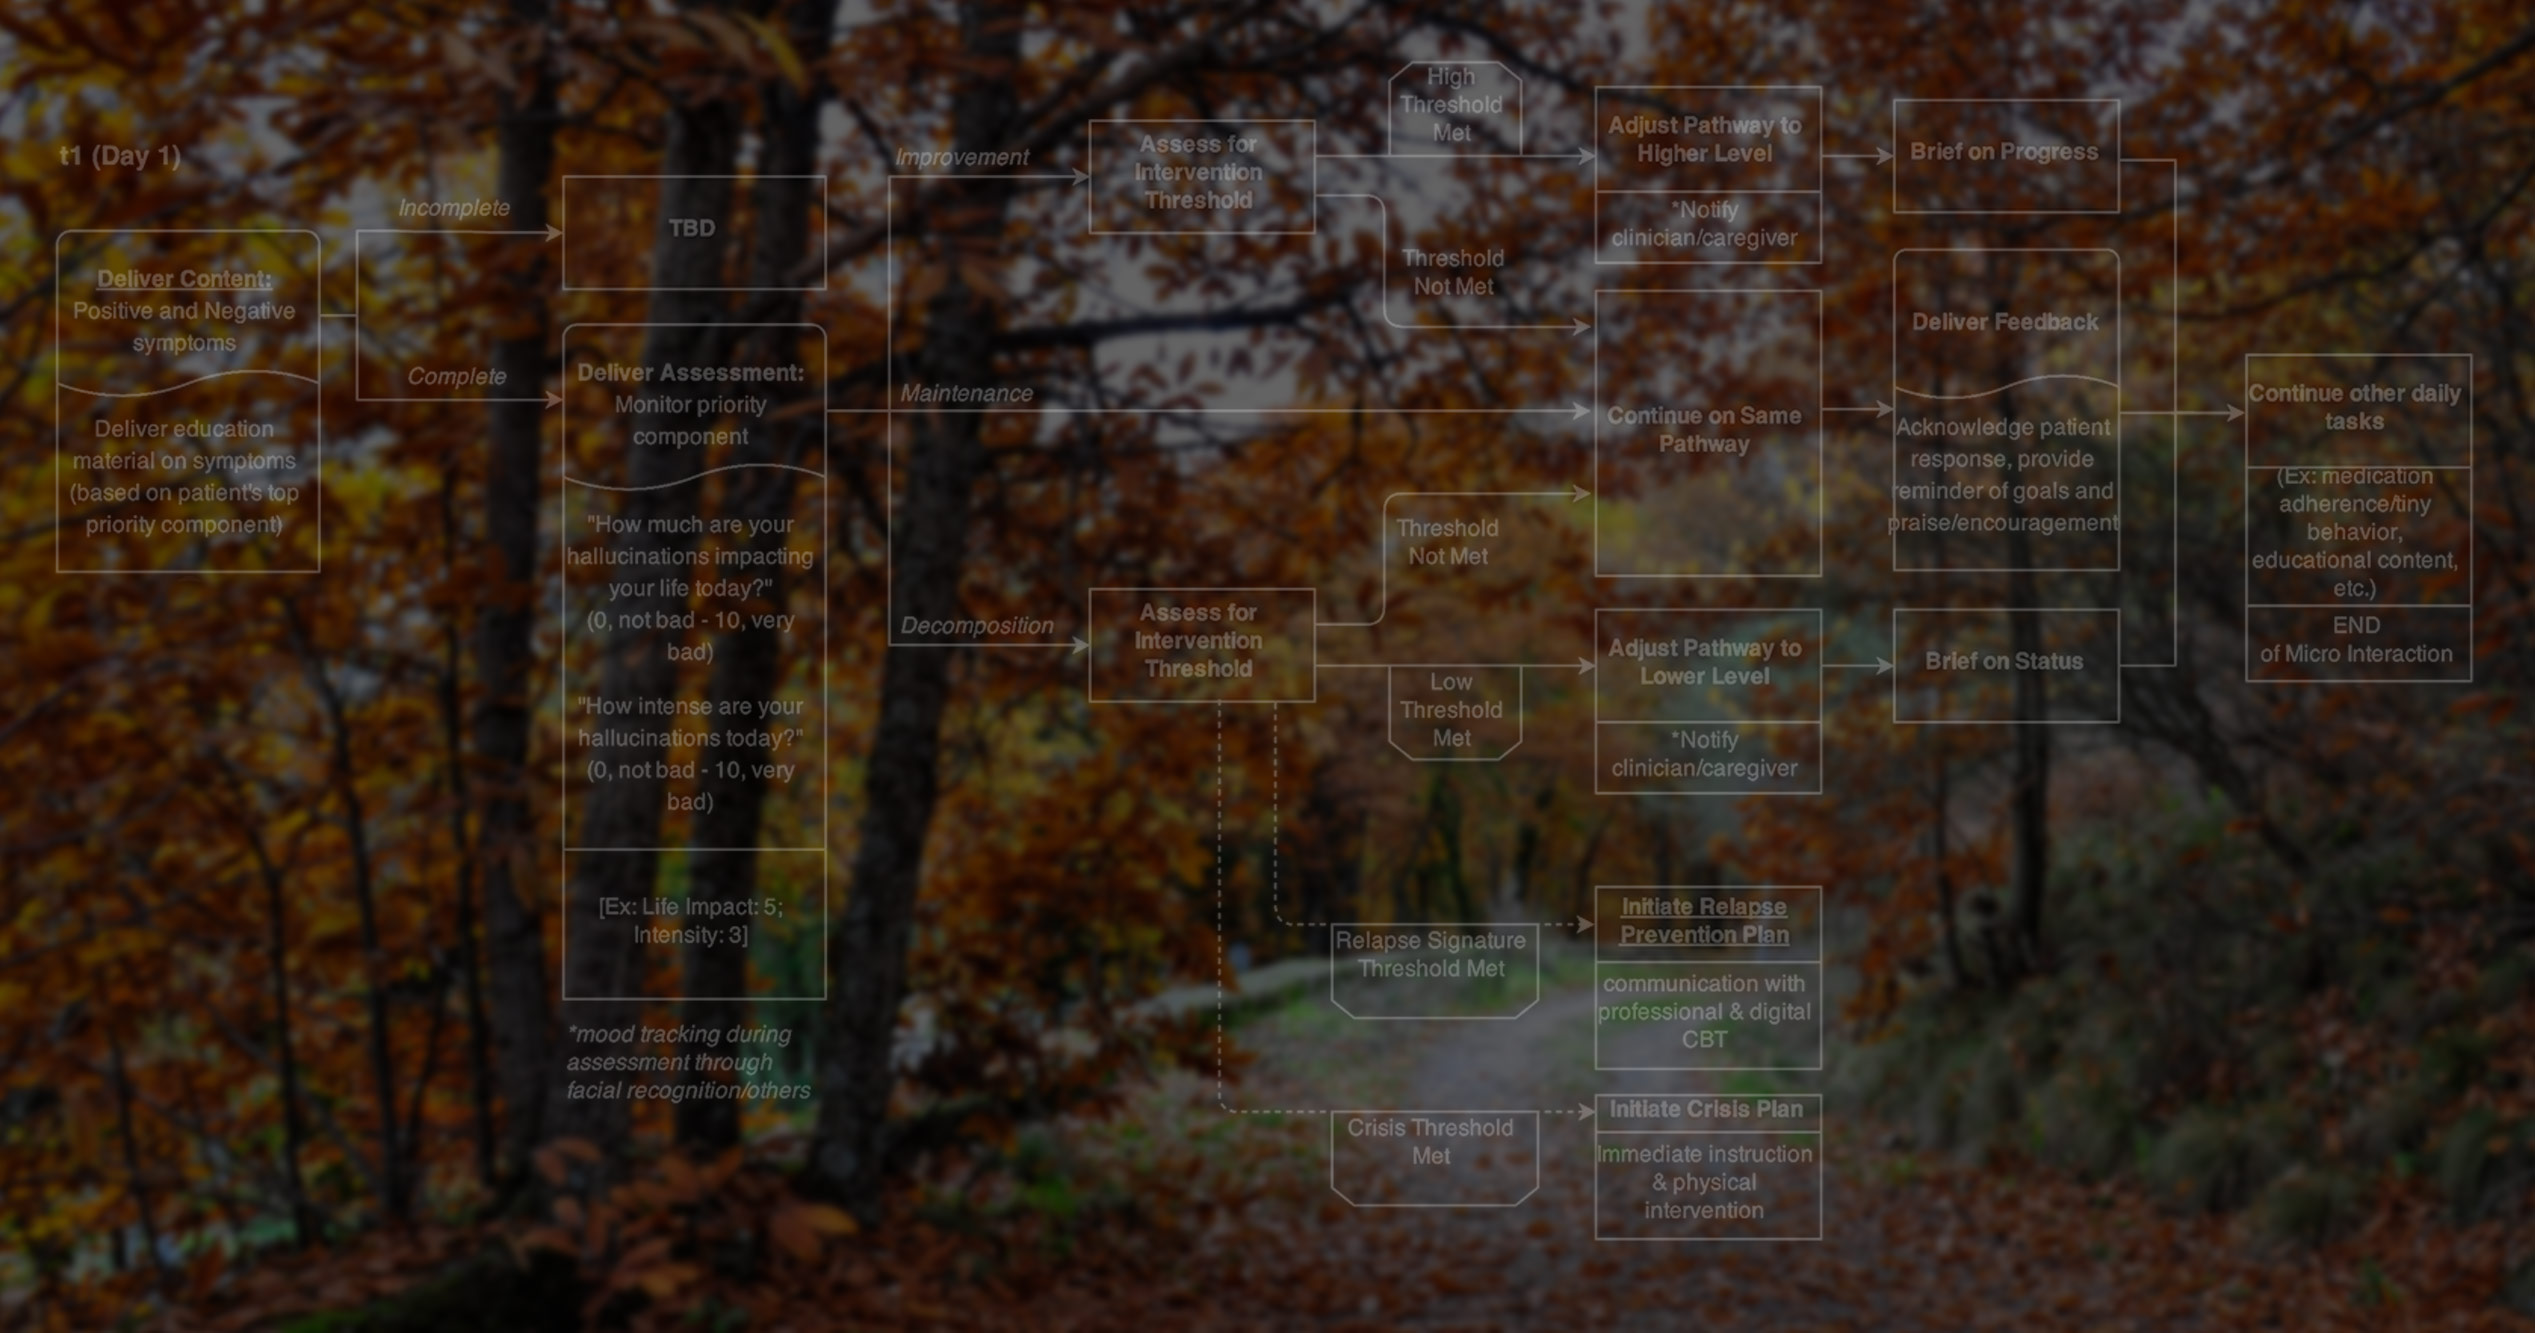 t1 (Day 1)
Deliver Content:
Positive and Negative
symptoms
Deliver education
material on symptoms
(based on patient's top
priority component)
Incomplete
Complete
TBD
Deliver Assessment:
Monitor priority
component
"How much are your
hallucinations impacting
your life today?"
(0, not bad - 10, very
bad)
"How intense are your
hallucinations today?"
(0, not bad - 10, very
bad)
[Ex: Life Impact: 5;
Intensity: 3]
*mood tracking during
assessment through
facial recognition/others
Improvement
Maintenance
Decomposition
Assess for
Intervention
Threshold
High
Threshold
Met
Threshold
Not Met
Assess for
Intervention
Threshold
Threshold
Not Met
Low
Threshold
Met
Relapse Signature
Threshold Met
Crisis Threshold
Met
Adjust Pathway to
Higher Level
*Notify
clinician/caregiver
Continue on Same
Pathway
Adjust Pathway to
Lower Level
*Notify
clinician/caregiver
Initiate Relapse
Prevention Plan
communication with
professional & digital
CBT
Initiate Crisis Plan
Immediate instruction
& physical
intervention
Brief on Progress
Deliver Feedback
Acknowledge patient
response, provide
reminder of goals and
praise/encouragement
Brief on Status
Continue other daily
tasks
(Ex: medication
adherence/tiny
behavior,
educational content,
etc.)
END
of Micro Interaction